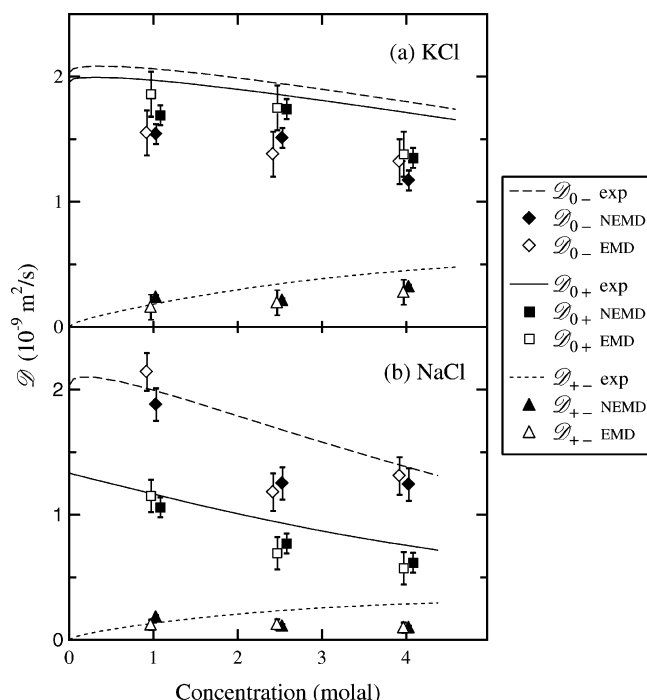 (a) KCl
2
1
0
(b) NaCl
2
1
0
0
1
2
3
4
𝒟 (10⁻⁹ m²/s)
Concentration (molal)
𝒟₀₋ exp
𝒟₀₋ NEMD
𝒟₀₋ EMD
𝒟₀₊ exp
𝒟₀₊ NEMD
𝒟₀₊ EMD
𝒟₊₋ exp
𝒟₊₋ NEMD
𝒟₊₋ EMD